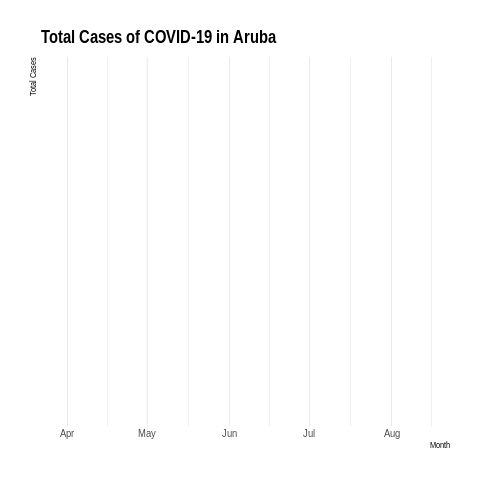 Total Cases of COVID-19 in Aruba
Total Cases
Apr May Jun Jul Aug
Month